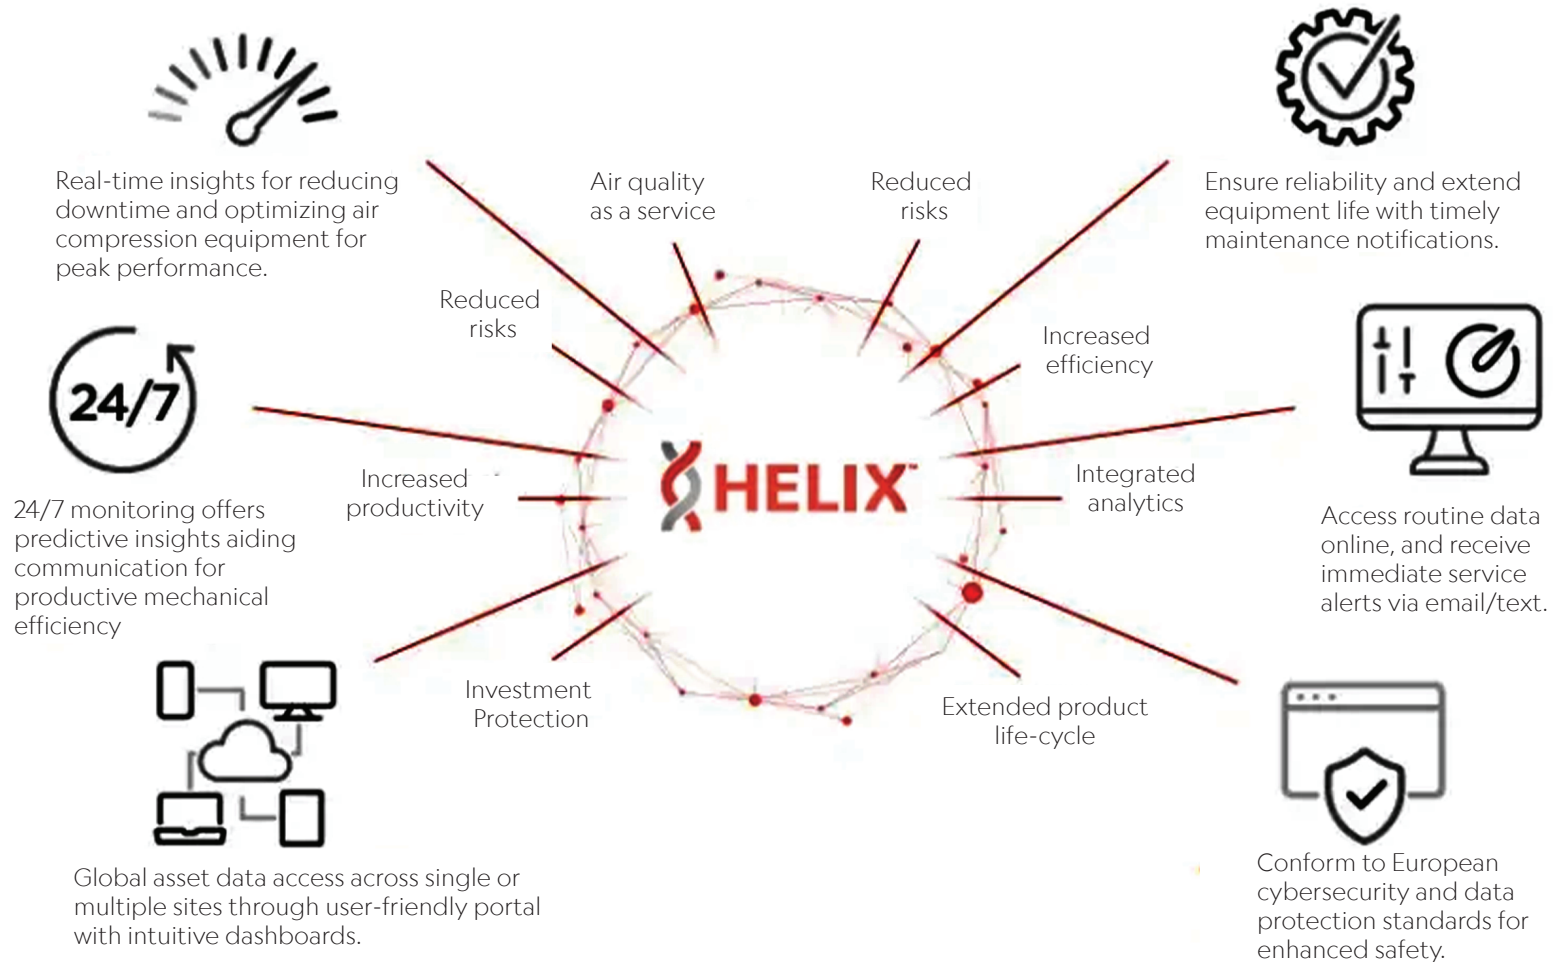 Real-time insights for reducing
downtime and optimizing air
compression equipment for
peak performance.
Air quality
as a service
Reduced
risks
Ensure reliability and extend
equipment life with timely
maintenance notifications.
Reduced
risks
Increased
efficiency
24/7
24/7 monitoring offers
predictive insights aiding
communication for
productive mechanical
efficiency
Increased
productivity
HELIX™
Integrated
analytics
Access routine data
online, and receive
immediate service
alerts via email/text.
Investment
Protection
Extended product
life-cycle
Global asset data access across single or
multiple sites through user-friendly portal
with intuitive dashboards.
Conform to European
cybersecurity and data
protection standards for
enhanced safety.